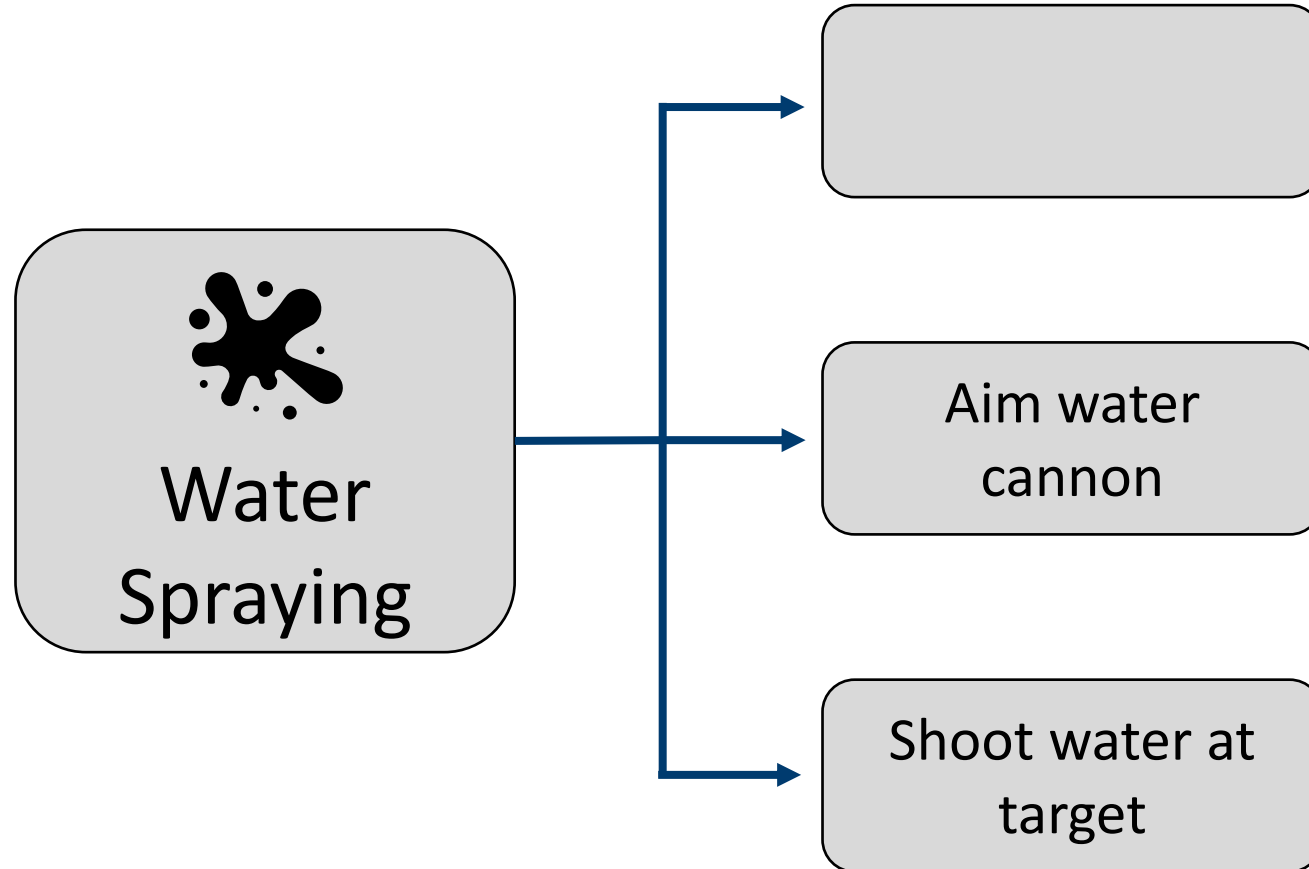 Water
Spraying
Aim water
cannon
Shoot water at
target